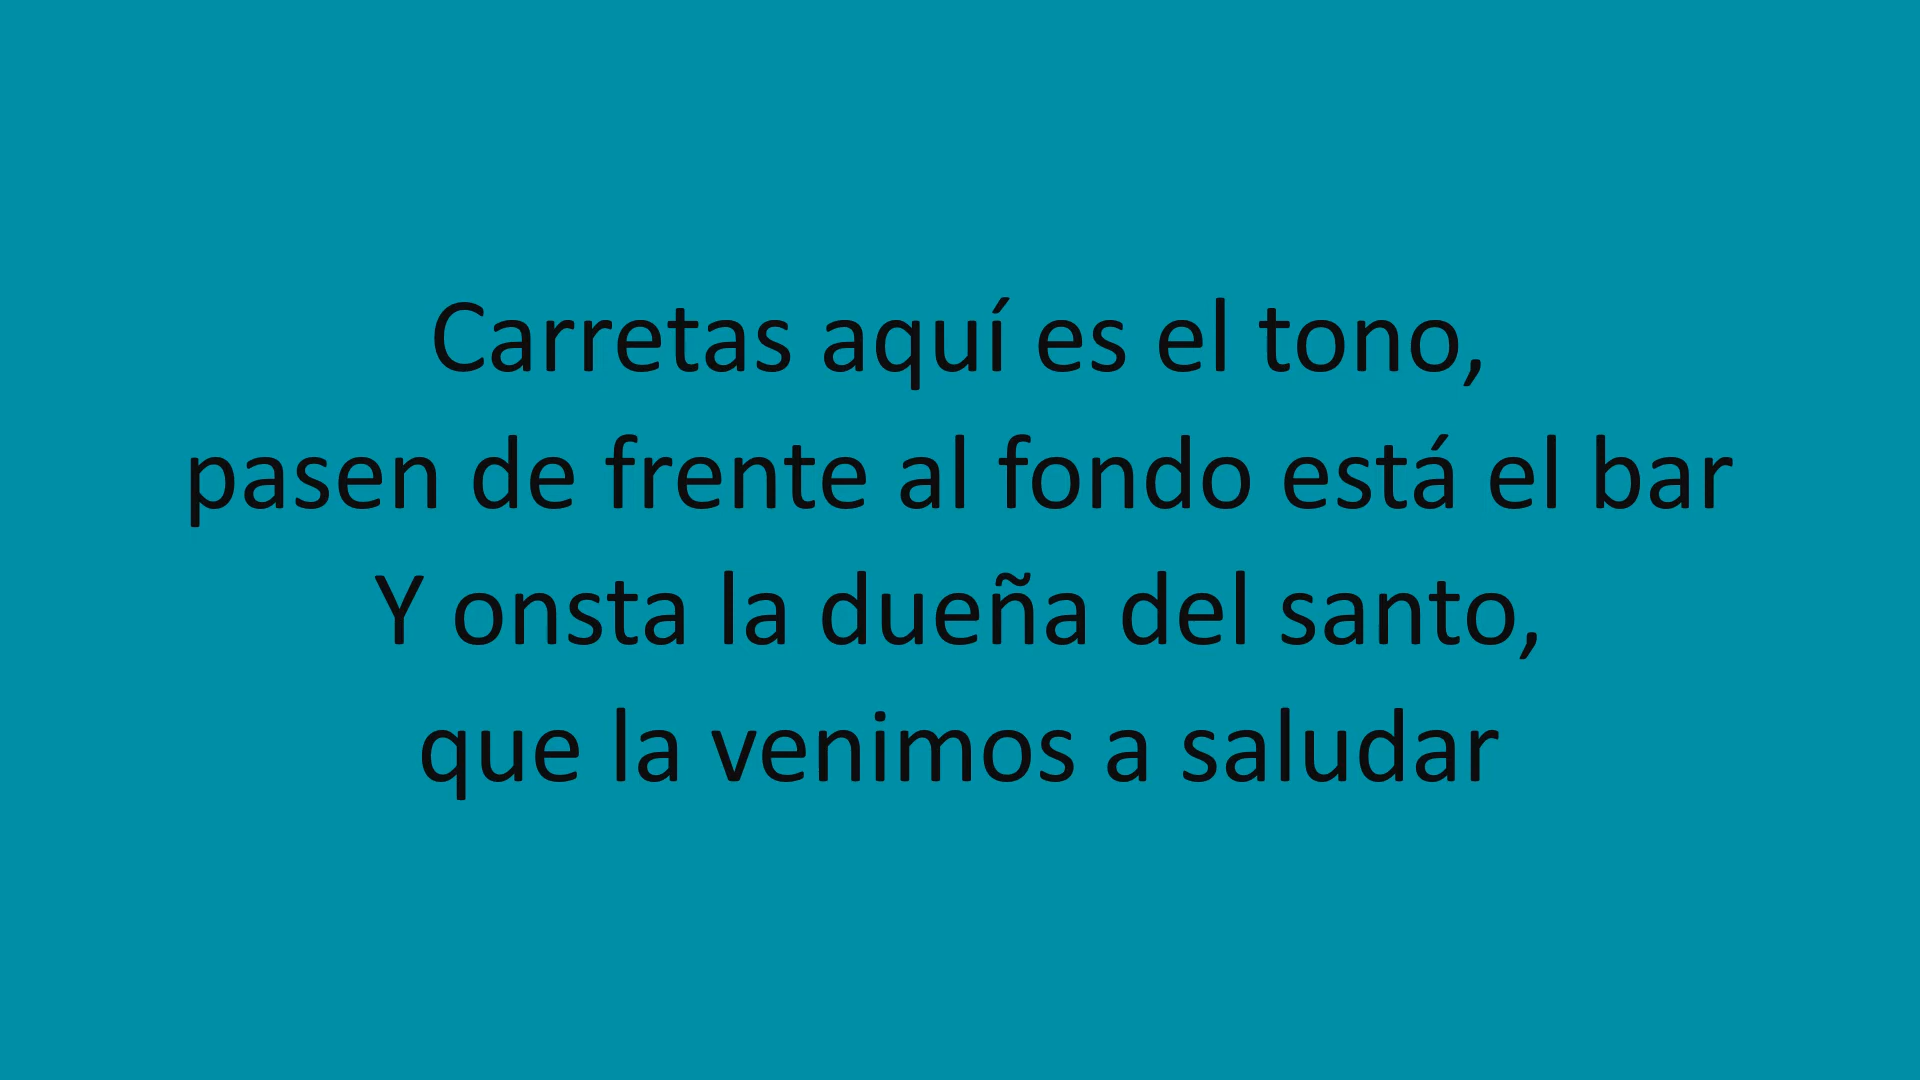 Carretas aquí es el tono,
pasen de frente al fondo está el bar
Y onsta la dueña del santo,
que la venimos a saludar